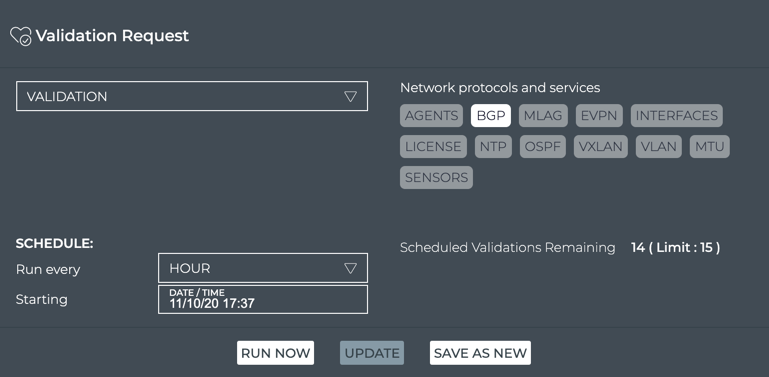 Validation Request
VALIDATION
Network protocols and services
AGENTS BGP MLAG EVPN INTERFACES
LICENSE NTP OSPF VXLAN VLAN MTU
SENSORS
SCHEDULE:
Scheduled Validations Remaining 14 ( Limit : 15 )
Run every HOUR
Starting DATE / TIME
11/10/20 17:37
RUN NOW UPDATE SAVE AS NEW